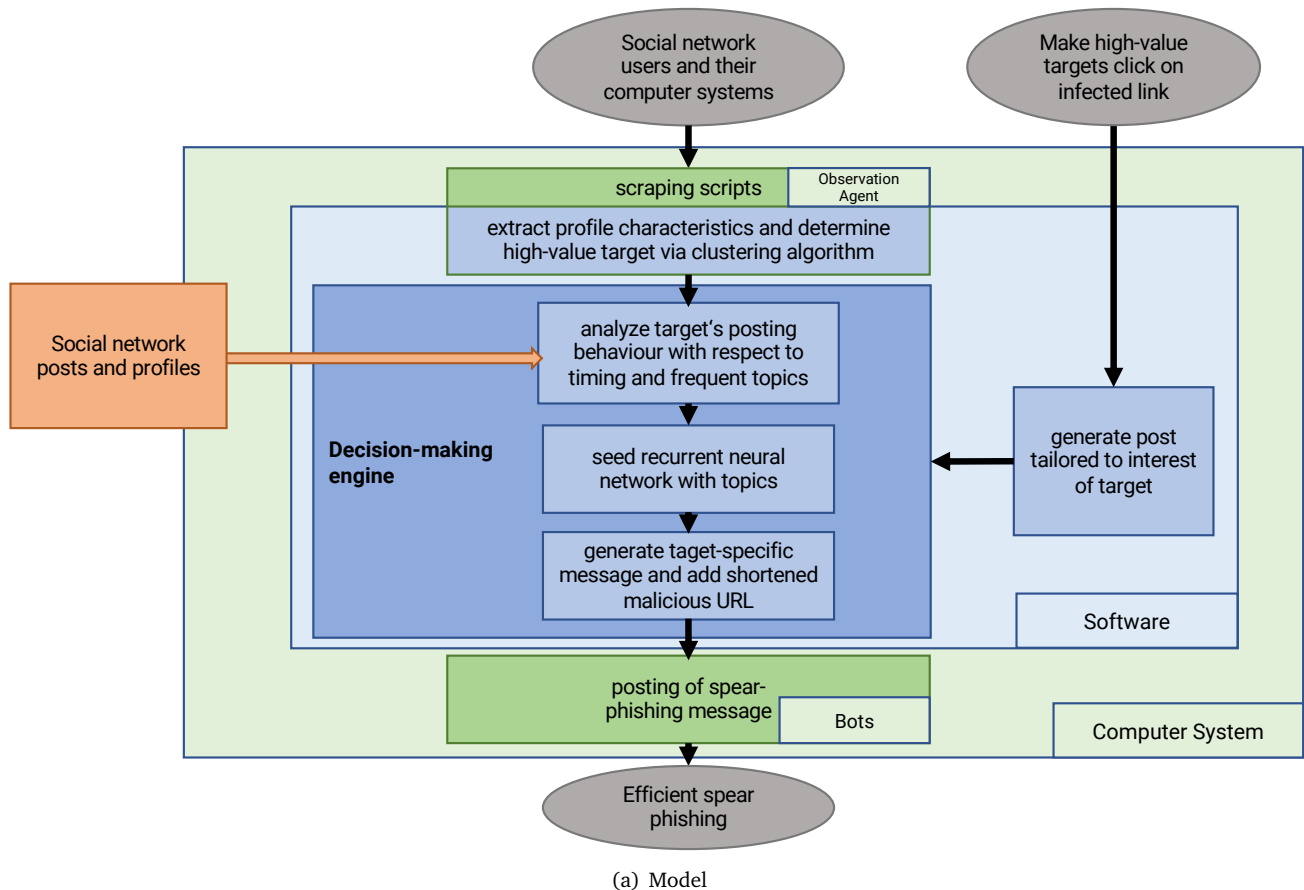 Social network
users and their
computer systems
Make high-value
targets click on
infected link
scraping scripts
Observation
Agent
extract profile characteristics and determine
high-value target via clustering algorithm
Social network
posts and profiles
analyze target‘s posting
behaviour with respect to
timing and frequent topics
Decision-making
engine
seed recurrent neural
network with topics
generate post
tailored to interest
of target
generate taget-specific
message and add shortened
malicious URL
Software
posting of spear-
phishing message
Bots
Computer System
Efficient spear
phishing
(a) Model